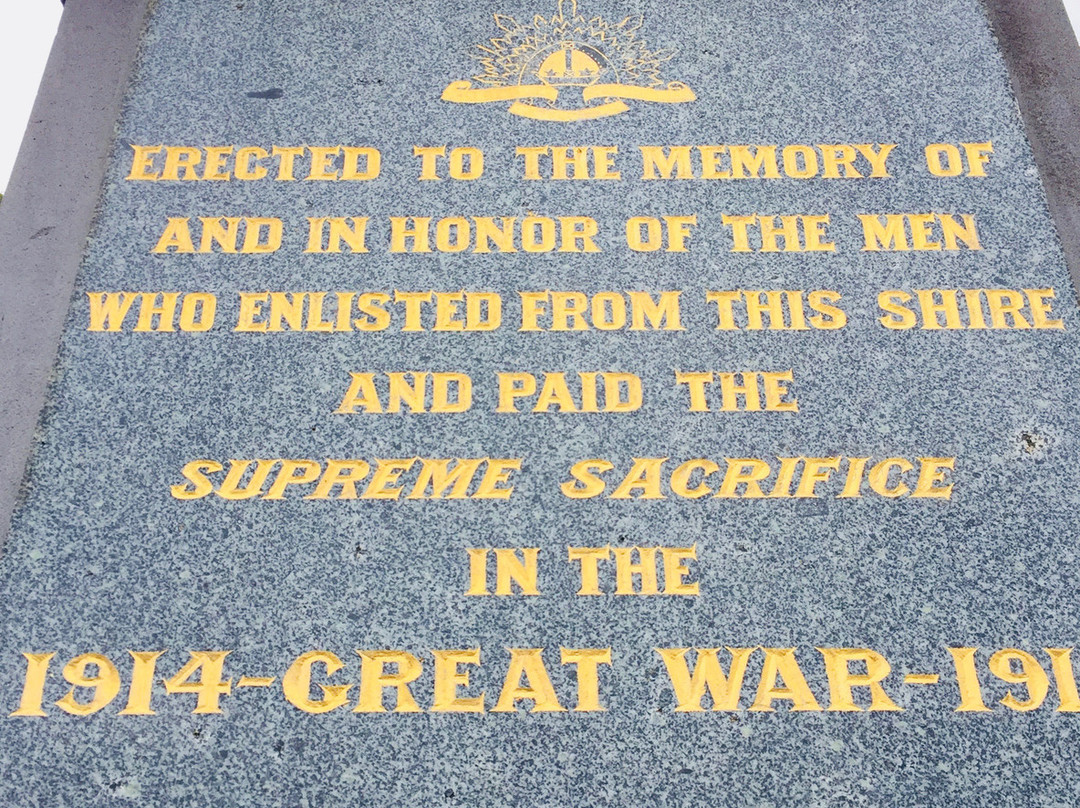 ERECTED TO THE MEMORY OF
AND IN HONOR OF THE MEN
WHO ENLISTED FROM THIS SHIRE
AND PAID THE
SUPREME SACRIFICE
IN THE
1914-GREAT WAR-191